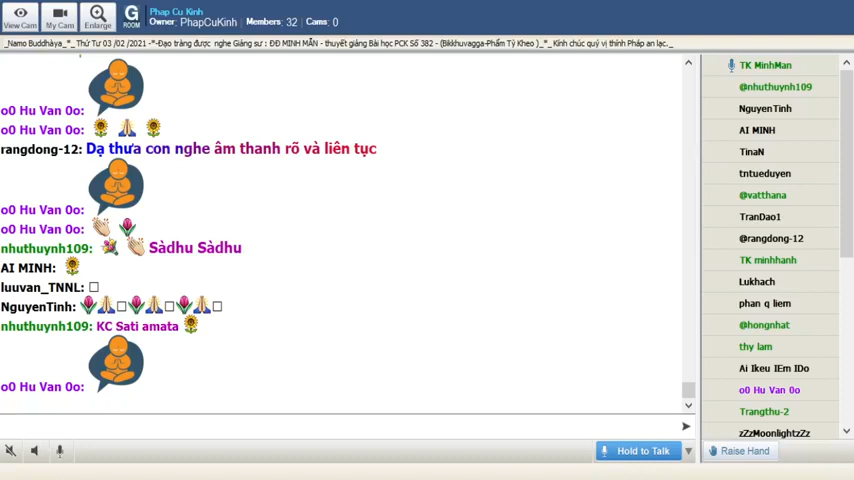 Phap Cu Kinh
Owner: PhapCuKinh , Members: 32 , Cams: 0
View Cam
My Cam
Enlarge
G
ROOM
_Namo Buddhàya_*_ Thứ Tư 03 /02 /2021 -*-Đạo tràng được nghe Giảng sư : ĐĐ MINH MẪN - thuyết giảng Bài học PCK Số 382 - (Bikkhuvagga-Phẩm Tỳ Kheo )_*_ Kính chúc quý vị thính Pháp an lạc,_
o0 Hu Van 0o:
o0 Hu Van 0o:
rangdong-12: Dạ thưa con nghe âm thanh rõ và liên tục
o0 Hu Van 0o:
o0 Hu Van 0o:
nhuthuynh109: Sàdhu Sàdhu
AI MINH:
luuvan_TNNL:
NguyenTinh:
nhuthuynh109: KC Sati amata
o0 Hu Van 0o:
TK MinhMan
@nhuthuynh109
NguyenTinh
AI MINH
TinaN
tntueduyen
@vatthana
TranDao1
@rangdong-12
TK minhhanh
Lukhach
phan q liem
@hongnhat
thy lam
Ai Ikeu IEm IDo
o0 Hu Van 0o
Trangthu-2
zZzMoonlightzZz
Hold to Talk
Raise Hand